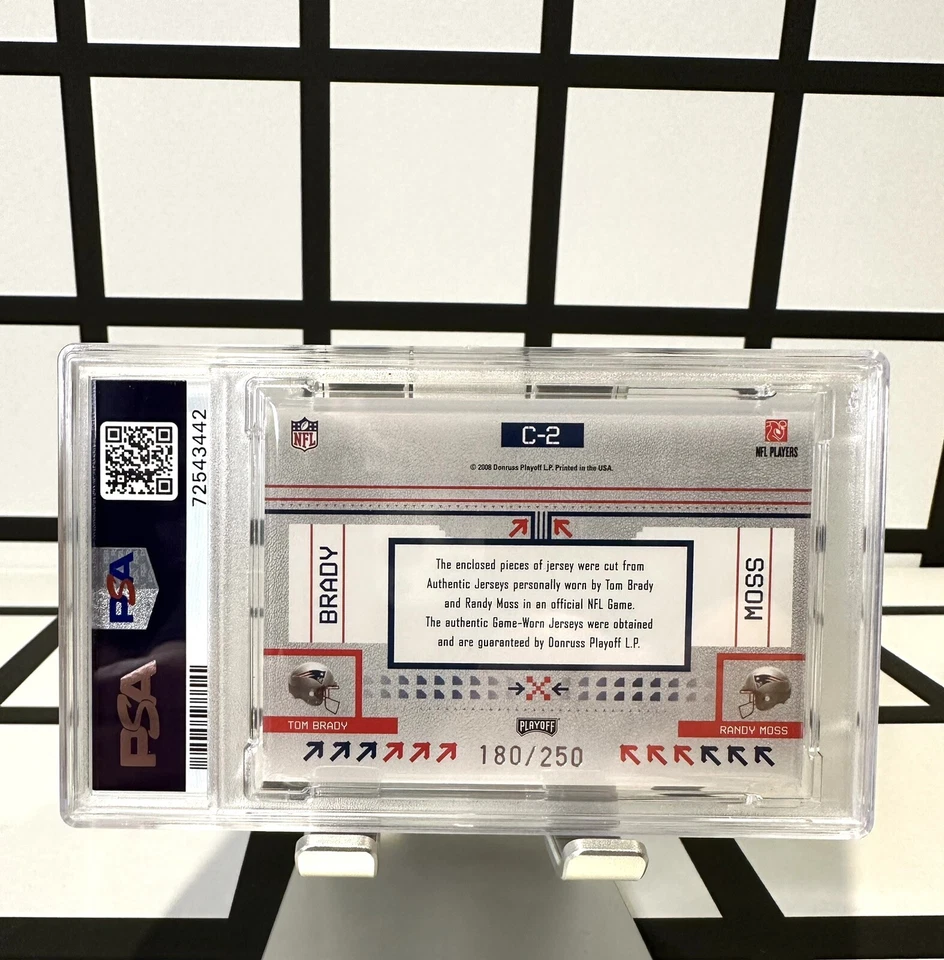 72543442
PSA
PSA
NFL
C-2
NFL PLAYERS
© 2008 Donruss Playoff L.P. Printed in the USA.
BRADY
The enclosed pieces of jersey were cut from
Authentic Jerseys personally worn by Tom Brady
and Randy Moss in an official NFL Game.
The authentic Game-Worn Jerseys were obtained
and are guaranteed by Donruss Playoff L.P.
MOSS
TOM BRADY
PLAYOFF
RANDY MOSS
180/250